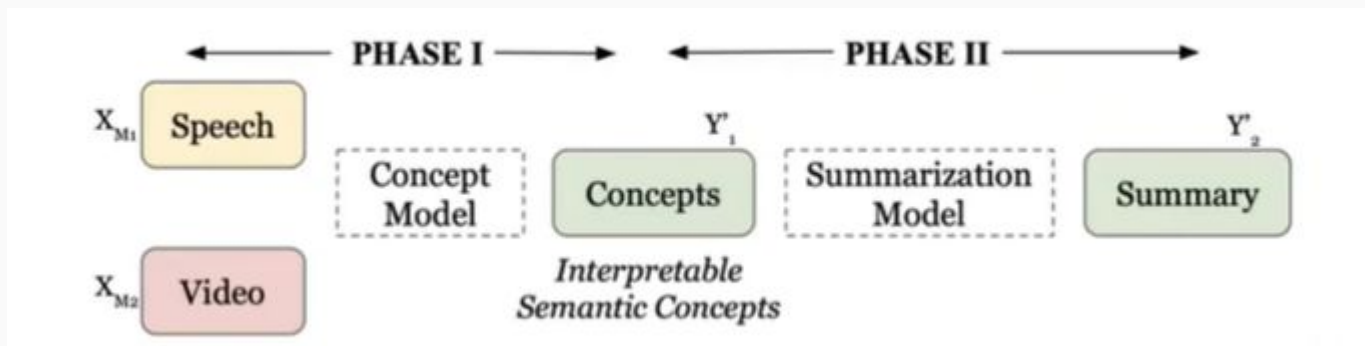 PHASE I
PHASE II
X_M1
Speech
Y'_1
Y'_2
Concept
Model
Concepts
Summarization
Model
Summary
X_M2
Video
Interpretable
Semantic Concepts